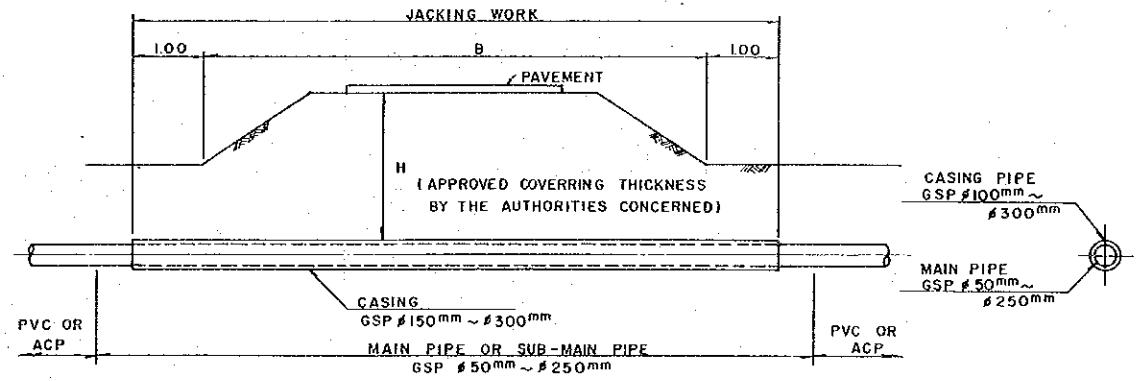 JACKING WORK
1.00
B
1.00
PAVEMENT
H
(APPROVED COVERRING THICKNESS
BY THE AUTHORITIES CONCERNED)
CASING PIPE
GSP ø100mm~
ø300mm
MAIN PIPE
GSP ø50mm~
ø250mm
CASING
GSP ø150mm ~ ø300mm
PVC OR
ACP
MAIN PIPE OR SUB-MAIN PIPE
GSP ø50mm ~ ø250mm
PVC OR
ACP